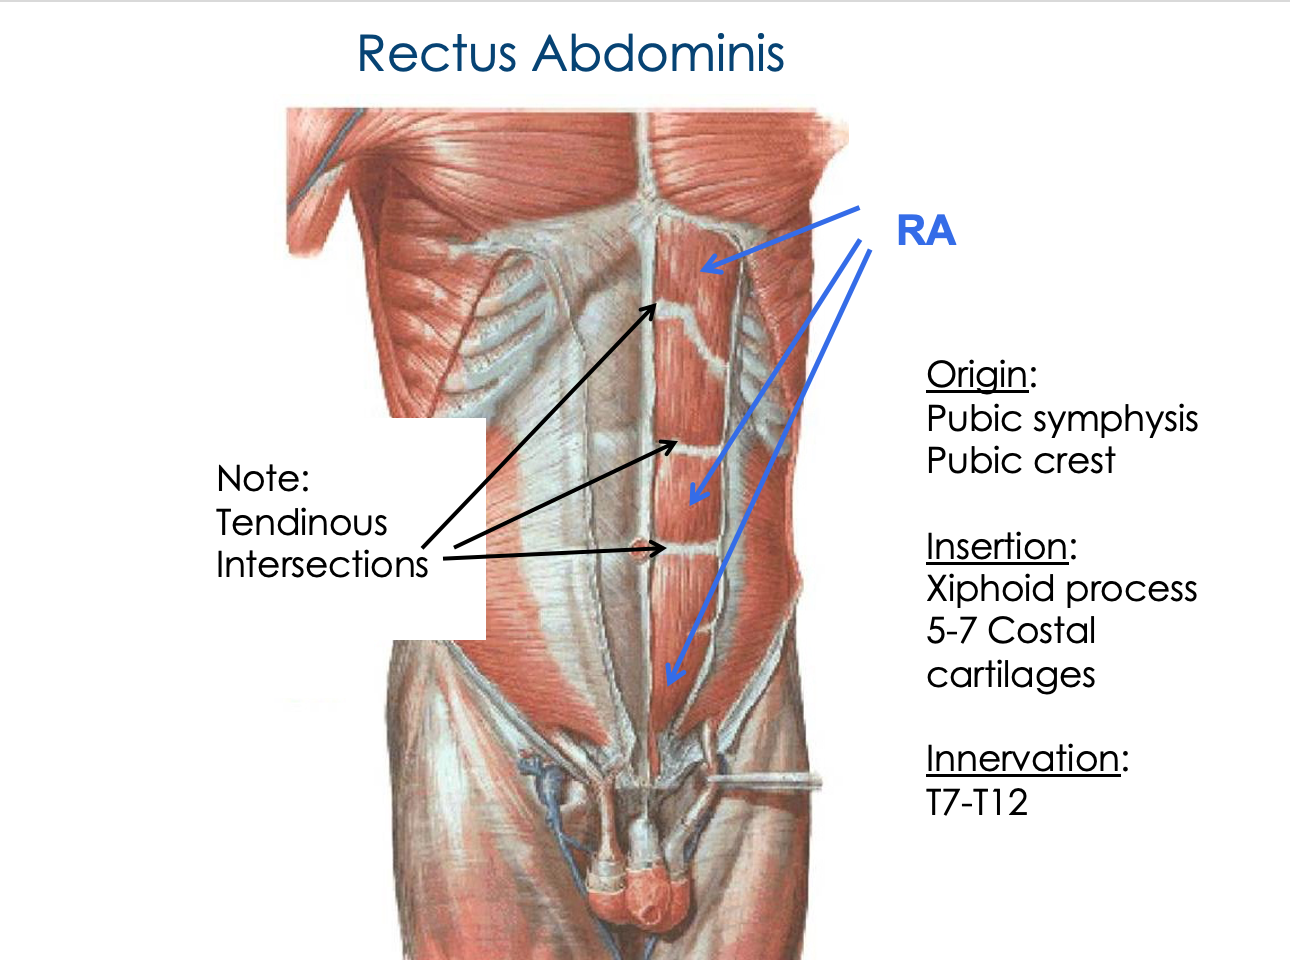 Rectus Abdominis
RA
Note:
Tendinous
Intersections
Origin:
Pubic symphysis
Pubic crest
Insertion:
Xiphoid process
5-7 Costal
cartilages
Innervation:
T7-T12